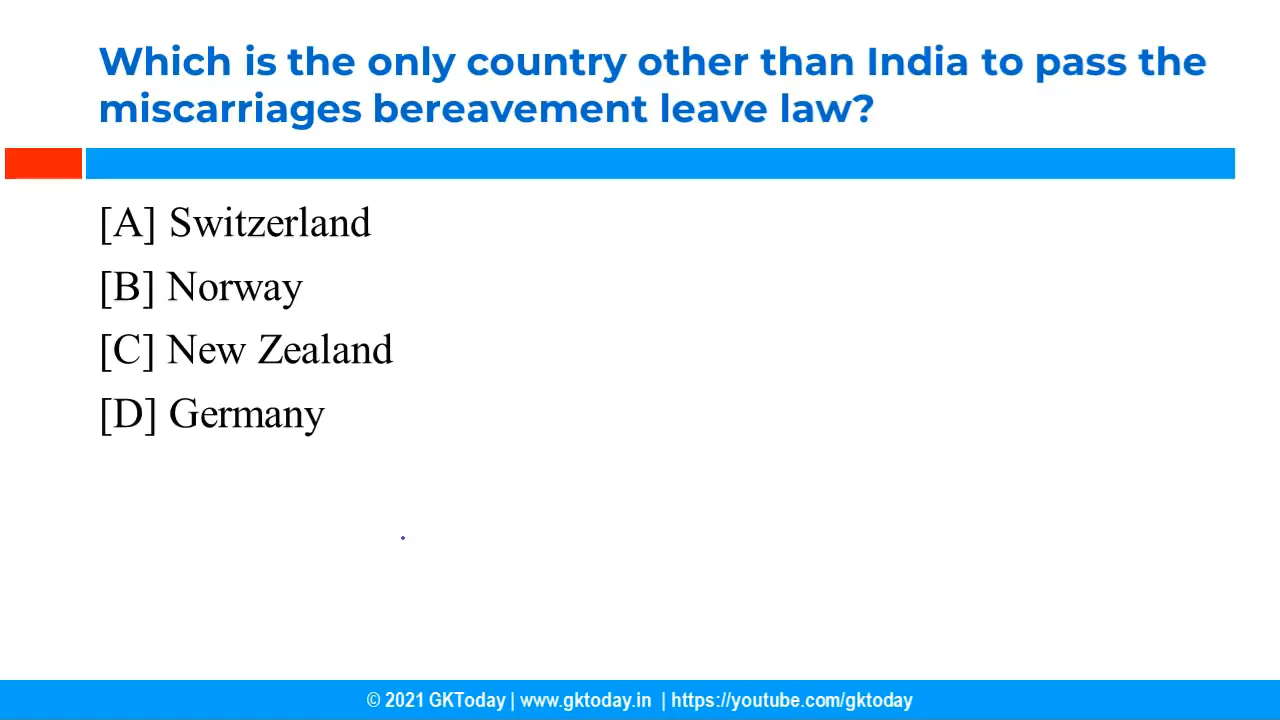 Which is the only country other than India to pass the
miscarriages bereavement leave law?
[A] Switzerland
[B] Norway
[C] New Zealand
[D] Germany
© 2021 GKToday | www.gktoday.in | https://youtube.com/gktoday